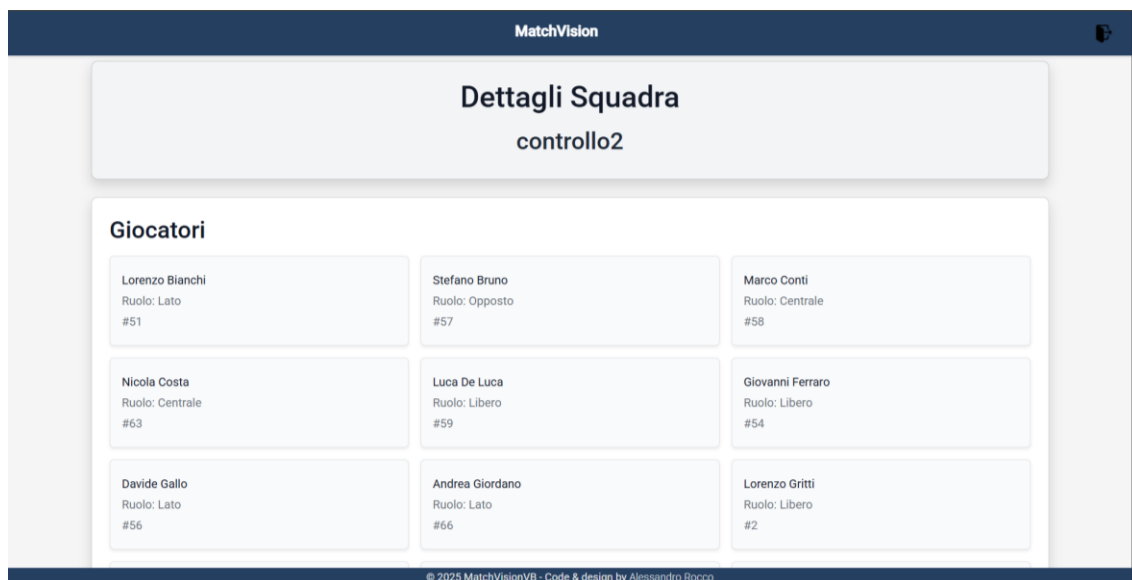 MatchVision
Dettagli Squadra
controllo2
Giocatori
Lorenzo Bianchi
Ruolo: Lato
#51
Stefano Bruno
Ruolo: Opposto
#57
Marco Conti
Ruolo: Centrale
#58
Nicola Costa
Ruolo: Centrale
#63
Luca De Luca
Ruolo: Libero
#59
Giovanni Ferraro
Ruolo: Libero
#54
Davide Gallo
Ruolo: Lato
#56
Andrea Giordano
Ruolo: Lato
#66
Lorenzo Gritti
Ruolo: Libero
#2
© 2025 MatchVisionVB - Code & design by Alessandro Rocco